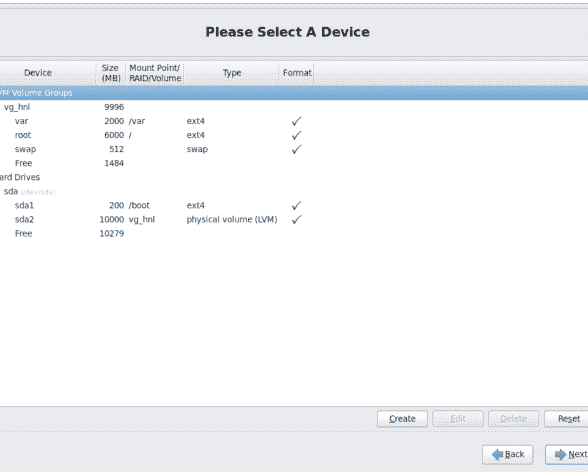 Please Select A Device
Device Size (MB) Mount Point/ RAID/Volume Type Format
VM Volume Groups
vg_hnl 9996
var 2000 /var ext4 ✓
root 6000 / ext4 ✓
swap 512 swap ✓
Free 1484
ard Drives
sda (/dev/sda)
sda1 200 /boot ext4 ✓
sda2 10000 vg_hnl physical volume (LVM) ✓
Free 10279
Create Edit Delete Reset
Back Next